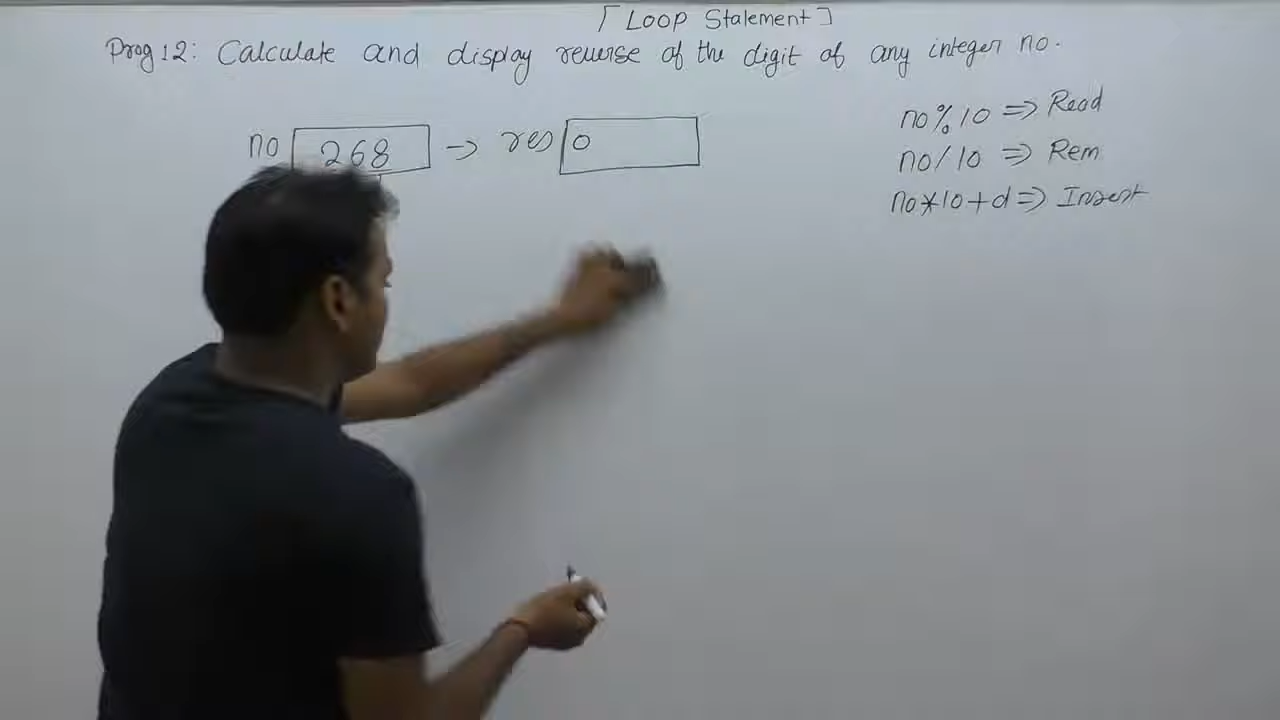 [Loop Statement]
Prog 12: Calculate and display reverse of the digit of any integer no.
no 268 → res 0
no%10 => Read
no/10 => Rem
no*10+d => Insert